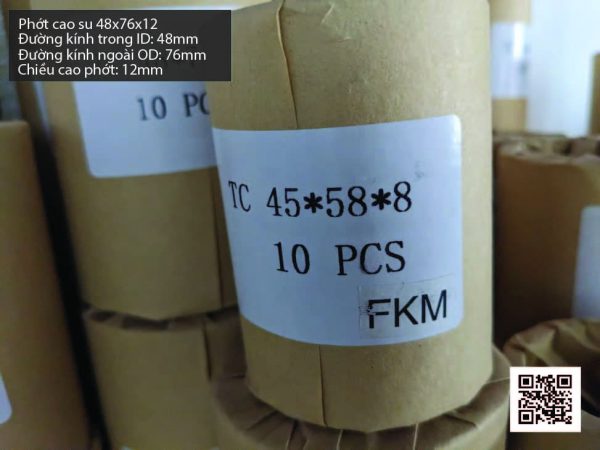 Phớt cao su 48x76x12
Đường kính trong ID: 48mm
Đường kính ngoài OD: 76mm
Chiều cao phớt: 12mm
10 PC
TC 45*58*8
10 PCS
FKM